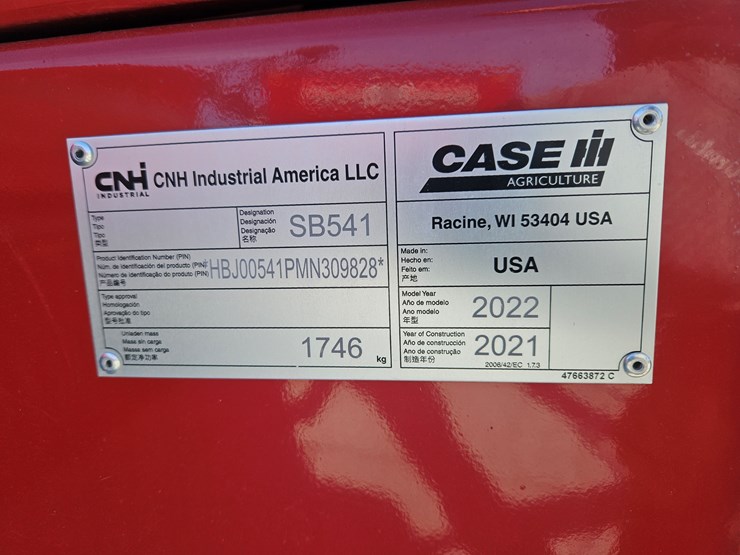 CNH INDUSTRIAL CNH Industrial America LLC
Type
Tipo
Tipo
类型
Designation
Designación
Designação
名称
SB541
Product Identification Number (PIN)
Núm. de identificación del producto (PIN)
Número de identificação do produto (PIN)
产品编号
*HBJ00541PMN309828*
Type approval
Homologación
Aprovação do tipo
型号批准
Unladen mass
Masa sin carga
Massa sem carga
额定净功率
1746 kg
CASE IH
AGRICULTURE
Racine, WI 53404 USA
Made in:
Hecho en:
Feito em:
产地
USA
Model Year
Año de modelo
Ano modelo
年型
2022
Year of Construction
Año de construcción
Ano de construção
制造年份
2021
2006/42/EC 1.7.3
47663872 C